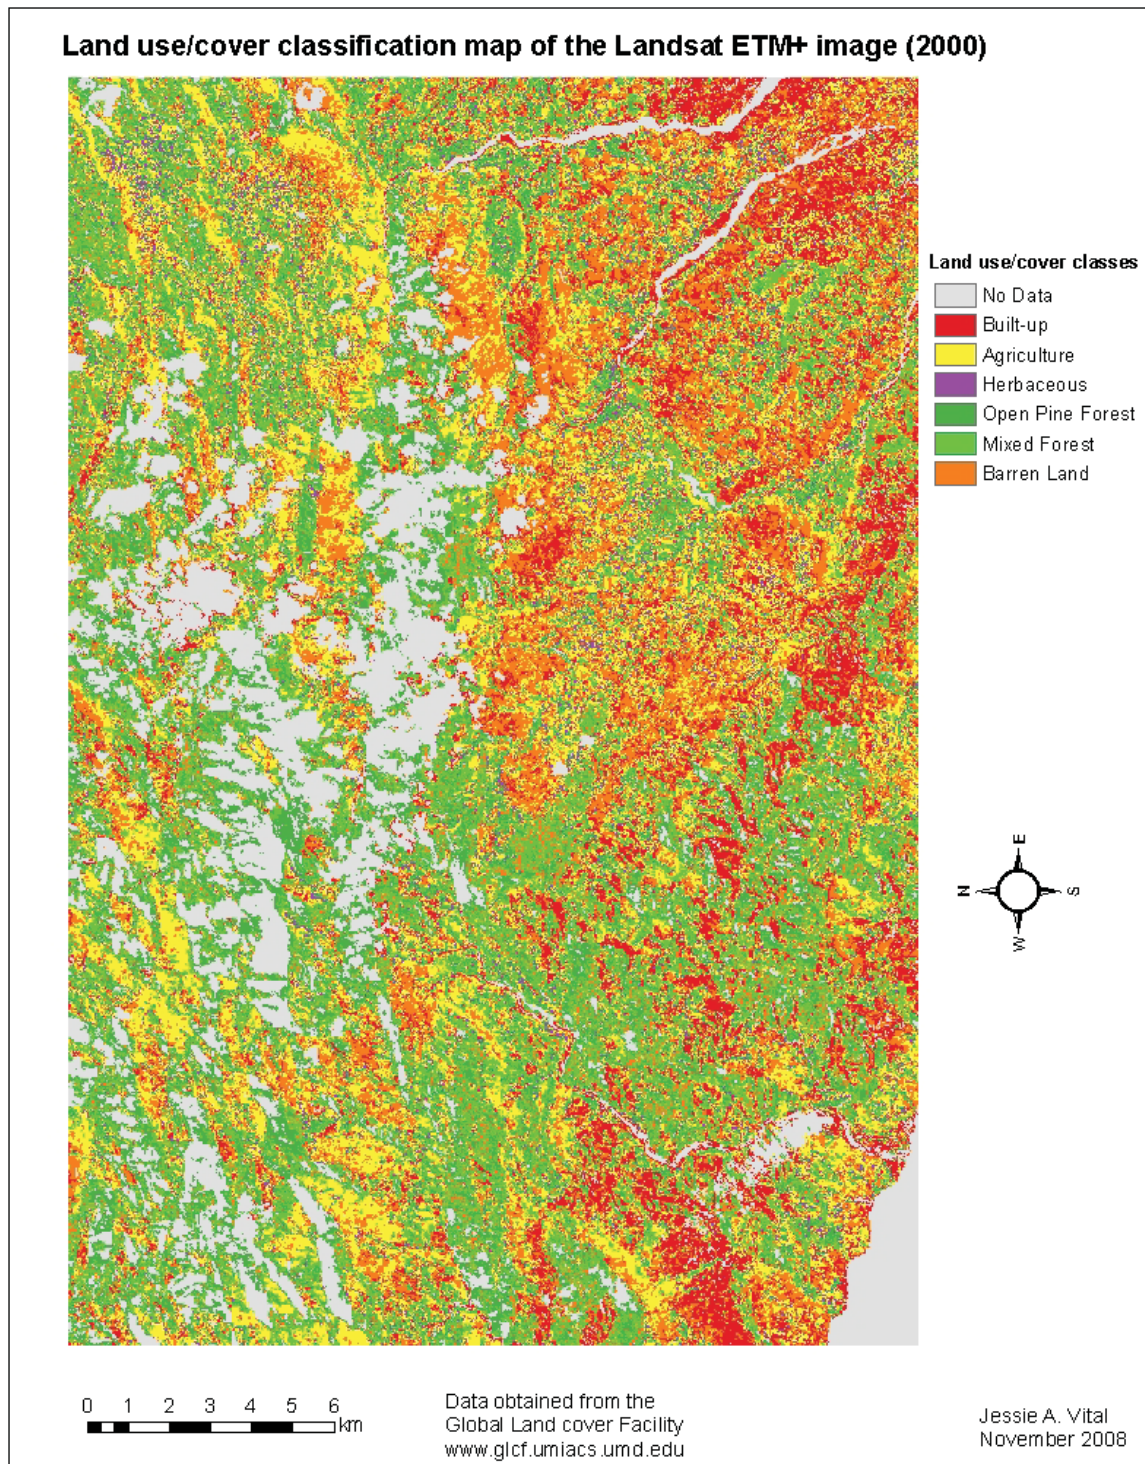 Land use/cover classification map of the Landsat ETM+ image (2000)
Land use/cover classes
No Data
Built-up
Agriculture
Herbaceous
Open Pine Forest
Mixed Forest
Barren Land
E
N
S
W
0 1 2 3 4 5 6
km
Data obtained from the
Global Land cover Facility
www.glcf.umiacs.umd.edu
Jessie A. Vital
November 2008